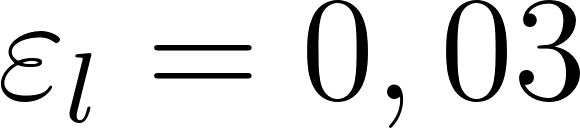 ε_l = 0, 03